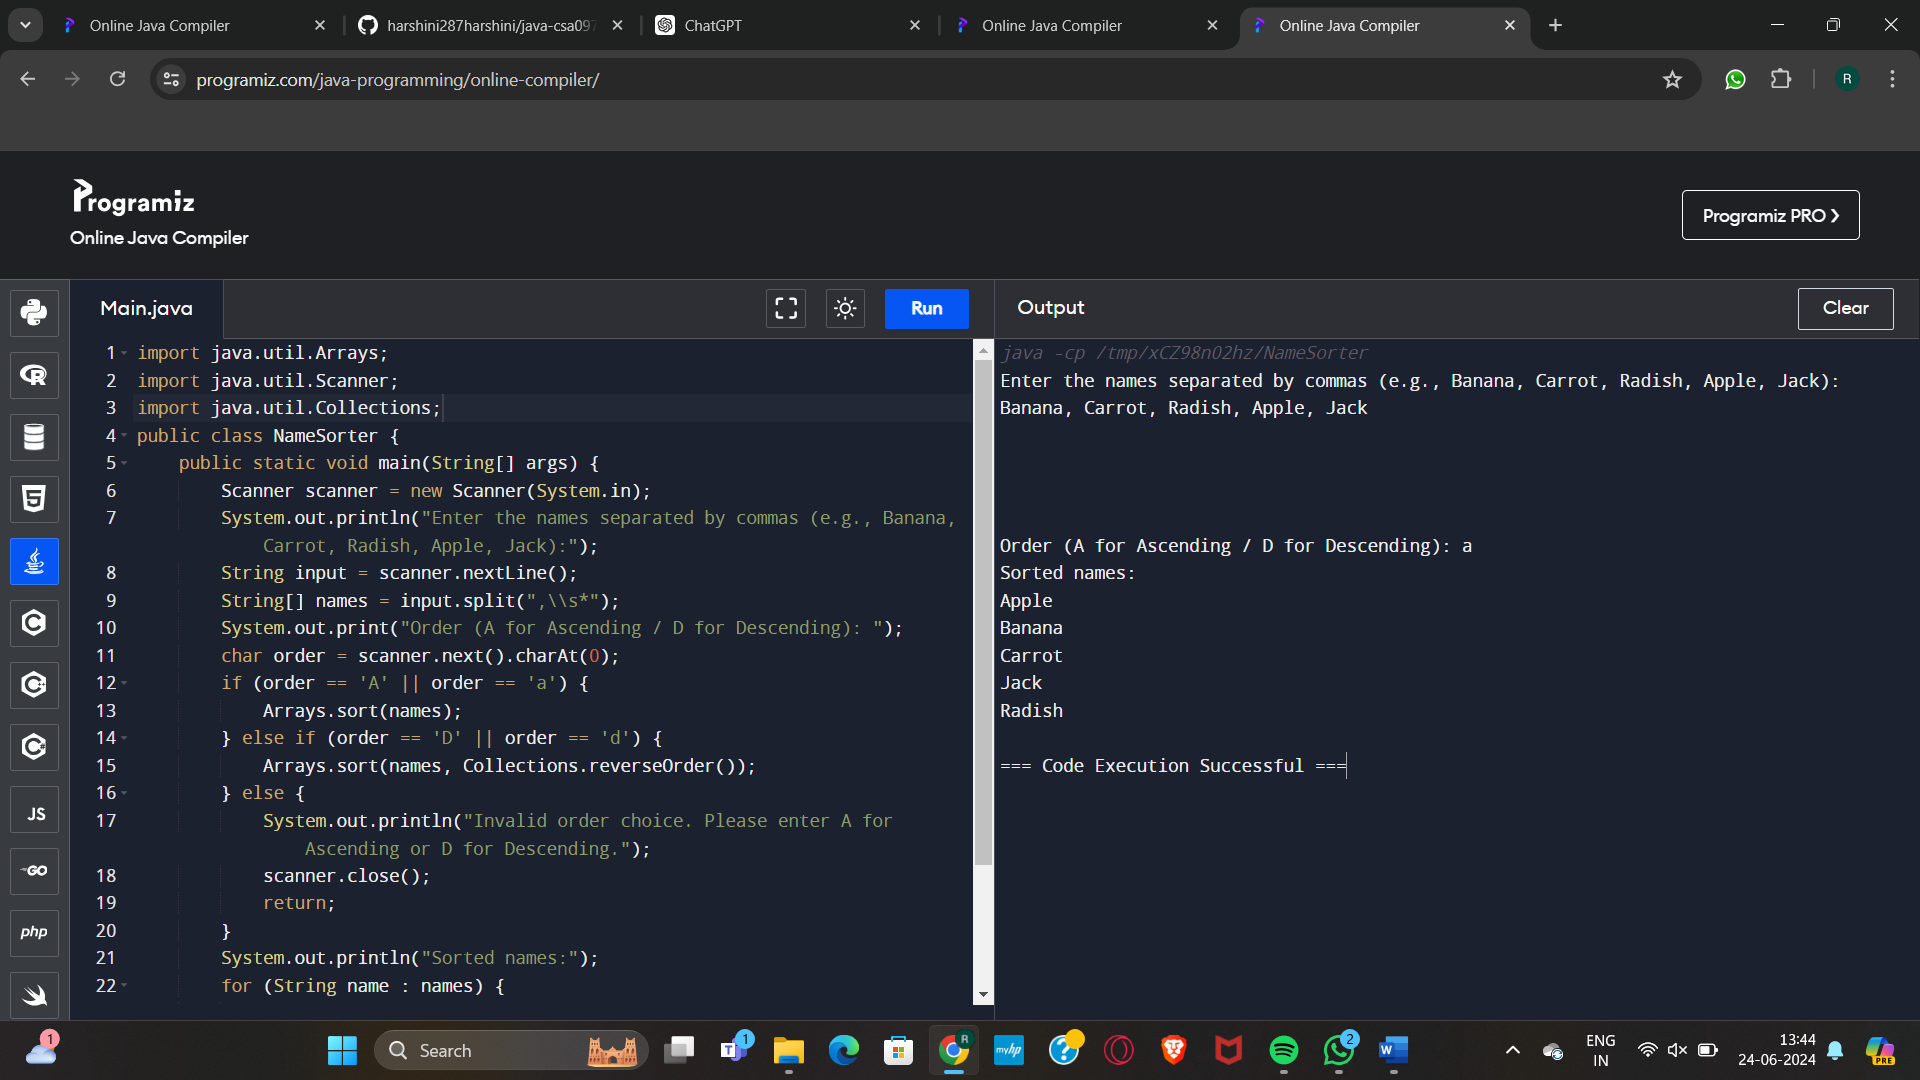 Online Java Compiler
harshini287harshini/java-csa097
ChatGPT
Online Java Compiler
Online Java Compiler
programiz.com/java-programming/online-compiler/
R
Programiz
Online Java Compiler
Programiz PRO ❯
Main.java
Run
Output
Clear
1 import java.util.Arrays;
2 import java.util.Scanner;
3 import java.util.Collections;
4 public class NameSorter {
5 public static void main(String[] args) {
6 Scanner scanner = new Scanner(System.in);
7 System.out.println("Enter the names separated by commas (e.g., Banana,
Carrot, Radish, Apple, Jack):");
8 String input = scanner.nextLine();
9 String[] names = input.split(",\\s*");
10 System.out.print("Order (A for Ascending / D for Descending): ");
11 char order = scanner.next().charAt(0);
12 if (order == 'A' || order == 'a') {
13 Arrays.sort(names);
14 } else if (order == 'D' || order == 'd') {
15 Arrays.sort(names, Collections.reverseOrder());
16 } else {
17 System.out.println("Invalid order choice. Please enter A for
Ascending or D for Descending.");
18 scanner.close();
19 return;
20 }
21 System.out.println("Sorted names:");
22 for (String name : names) {
java -cp /tmp/xCZ98nO2hz/NameSorter
Enter the names separated by commas (e.g., Banana, Carrot, Radish, Apple, Jack):
Banana, Carrot, Radish, Apple, Jack
Order (A for Ascending / D for Descending): a
Sorted names:
Apple
Banana
Carrot
Jack
Radish
=== Code Execution Successful ===
JS
GO
php
1
Search
1
R
myhp
2
W
ENG
IN
13:44
24-06-2024
PRE